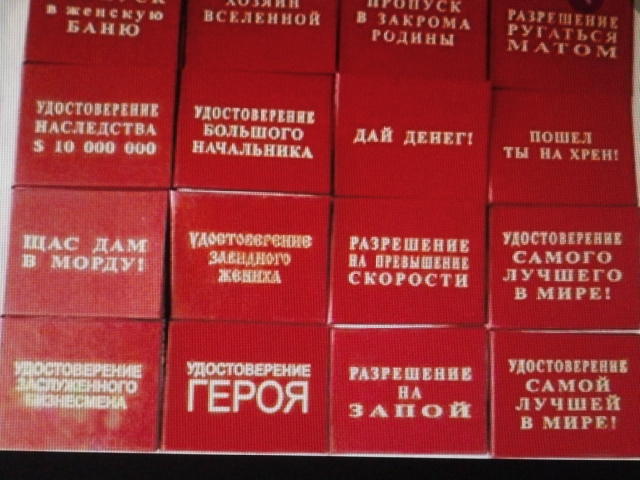 в женскую
БАНЮ
ХОЗЯИН
ВСЕЛЕННОЙ
ПРОПУСК
В ЗАКРОМА
РОДИНЫ
РАЗРЕШЕНИЕ
РУГАТЬСЯ
МАТОМ
УДОСТОВЕРЕНИЕ
НАСЛЕДСТВА
$ 10 000 000
УДОСТОВЕРЕНИЕ
БОЛЬШОГО
НАЧАЛЬНИКА
ДАЙ ДЕНЕГ!
ПОШЕЛ
ТЫ НА ХРЕН!
ЩАС ДАМ
В МОРДУ!
УДОСТОВЕРЕНИЕ
ЗАВИДНОГО
ЖЕНИХА
РАЗРЕШЕНИЕ
НА ПРЕВЫШЕНИЕ
СКОРОСТИ
УДОСТОВЕРЕНИЕ
САМОГО
ЛУЧШЕГО
В МИРЕ!
УДОСТОВЕРЕНИЕ
ЗАСЛУЖЕННОГО
БИЗНЕСМЕНА
УДОСТОВЕРЕНИЕ
ГЕРОЯ
РАЗРЕШЕНИЕ
НА
ЗАПОЙ
УДОСТОВЕРЕНИЕ
САМОЙ
ЛУЧШЕЙ
В МИРЕ!